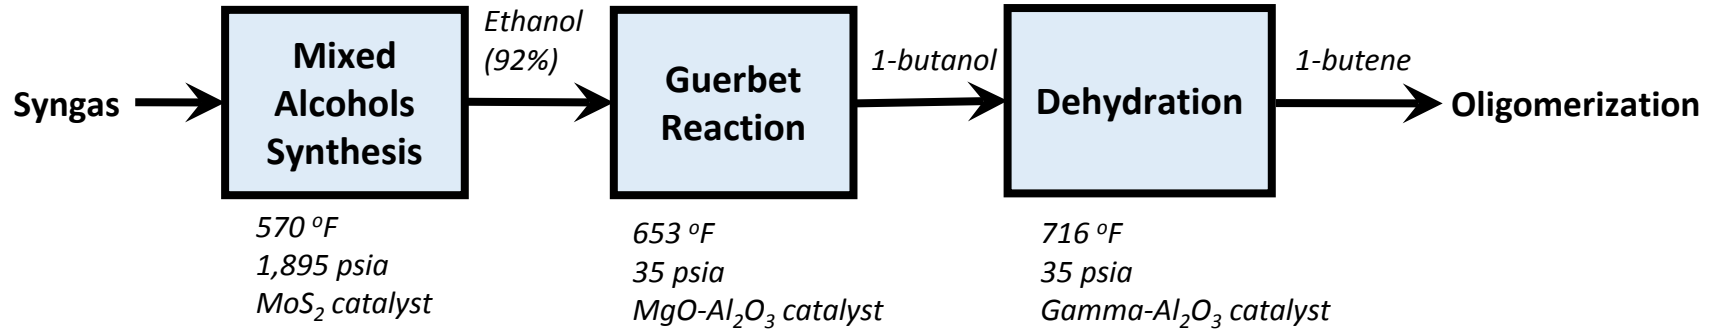 Syngas
Mixed
Alcohols
Synthesis
570 °F
1,895 psia
MoS₂ catalyst
Ethanol
(92%)
Guerbet
Reaction
653 °F
35 psia
MgO-Al₂O₃ catalyst
1-butanol
Dehydration
716 °F
35 psia
Gamma-Al₂O₃ catalyst
1-butene
Oligomerization